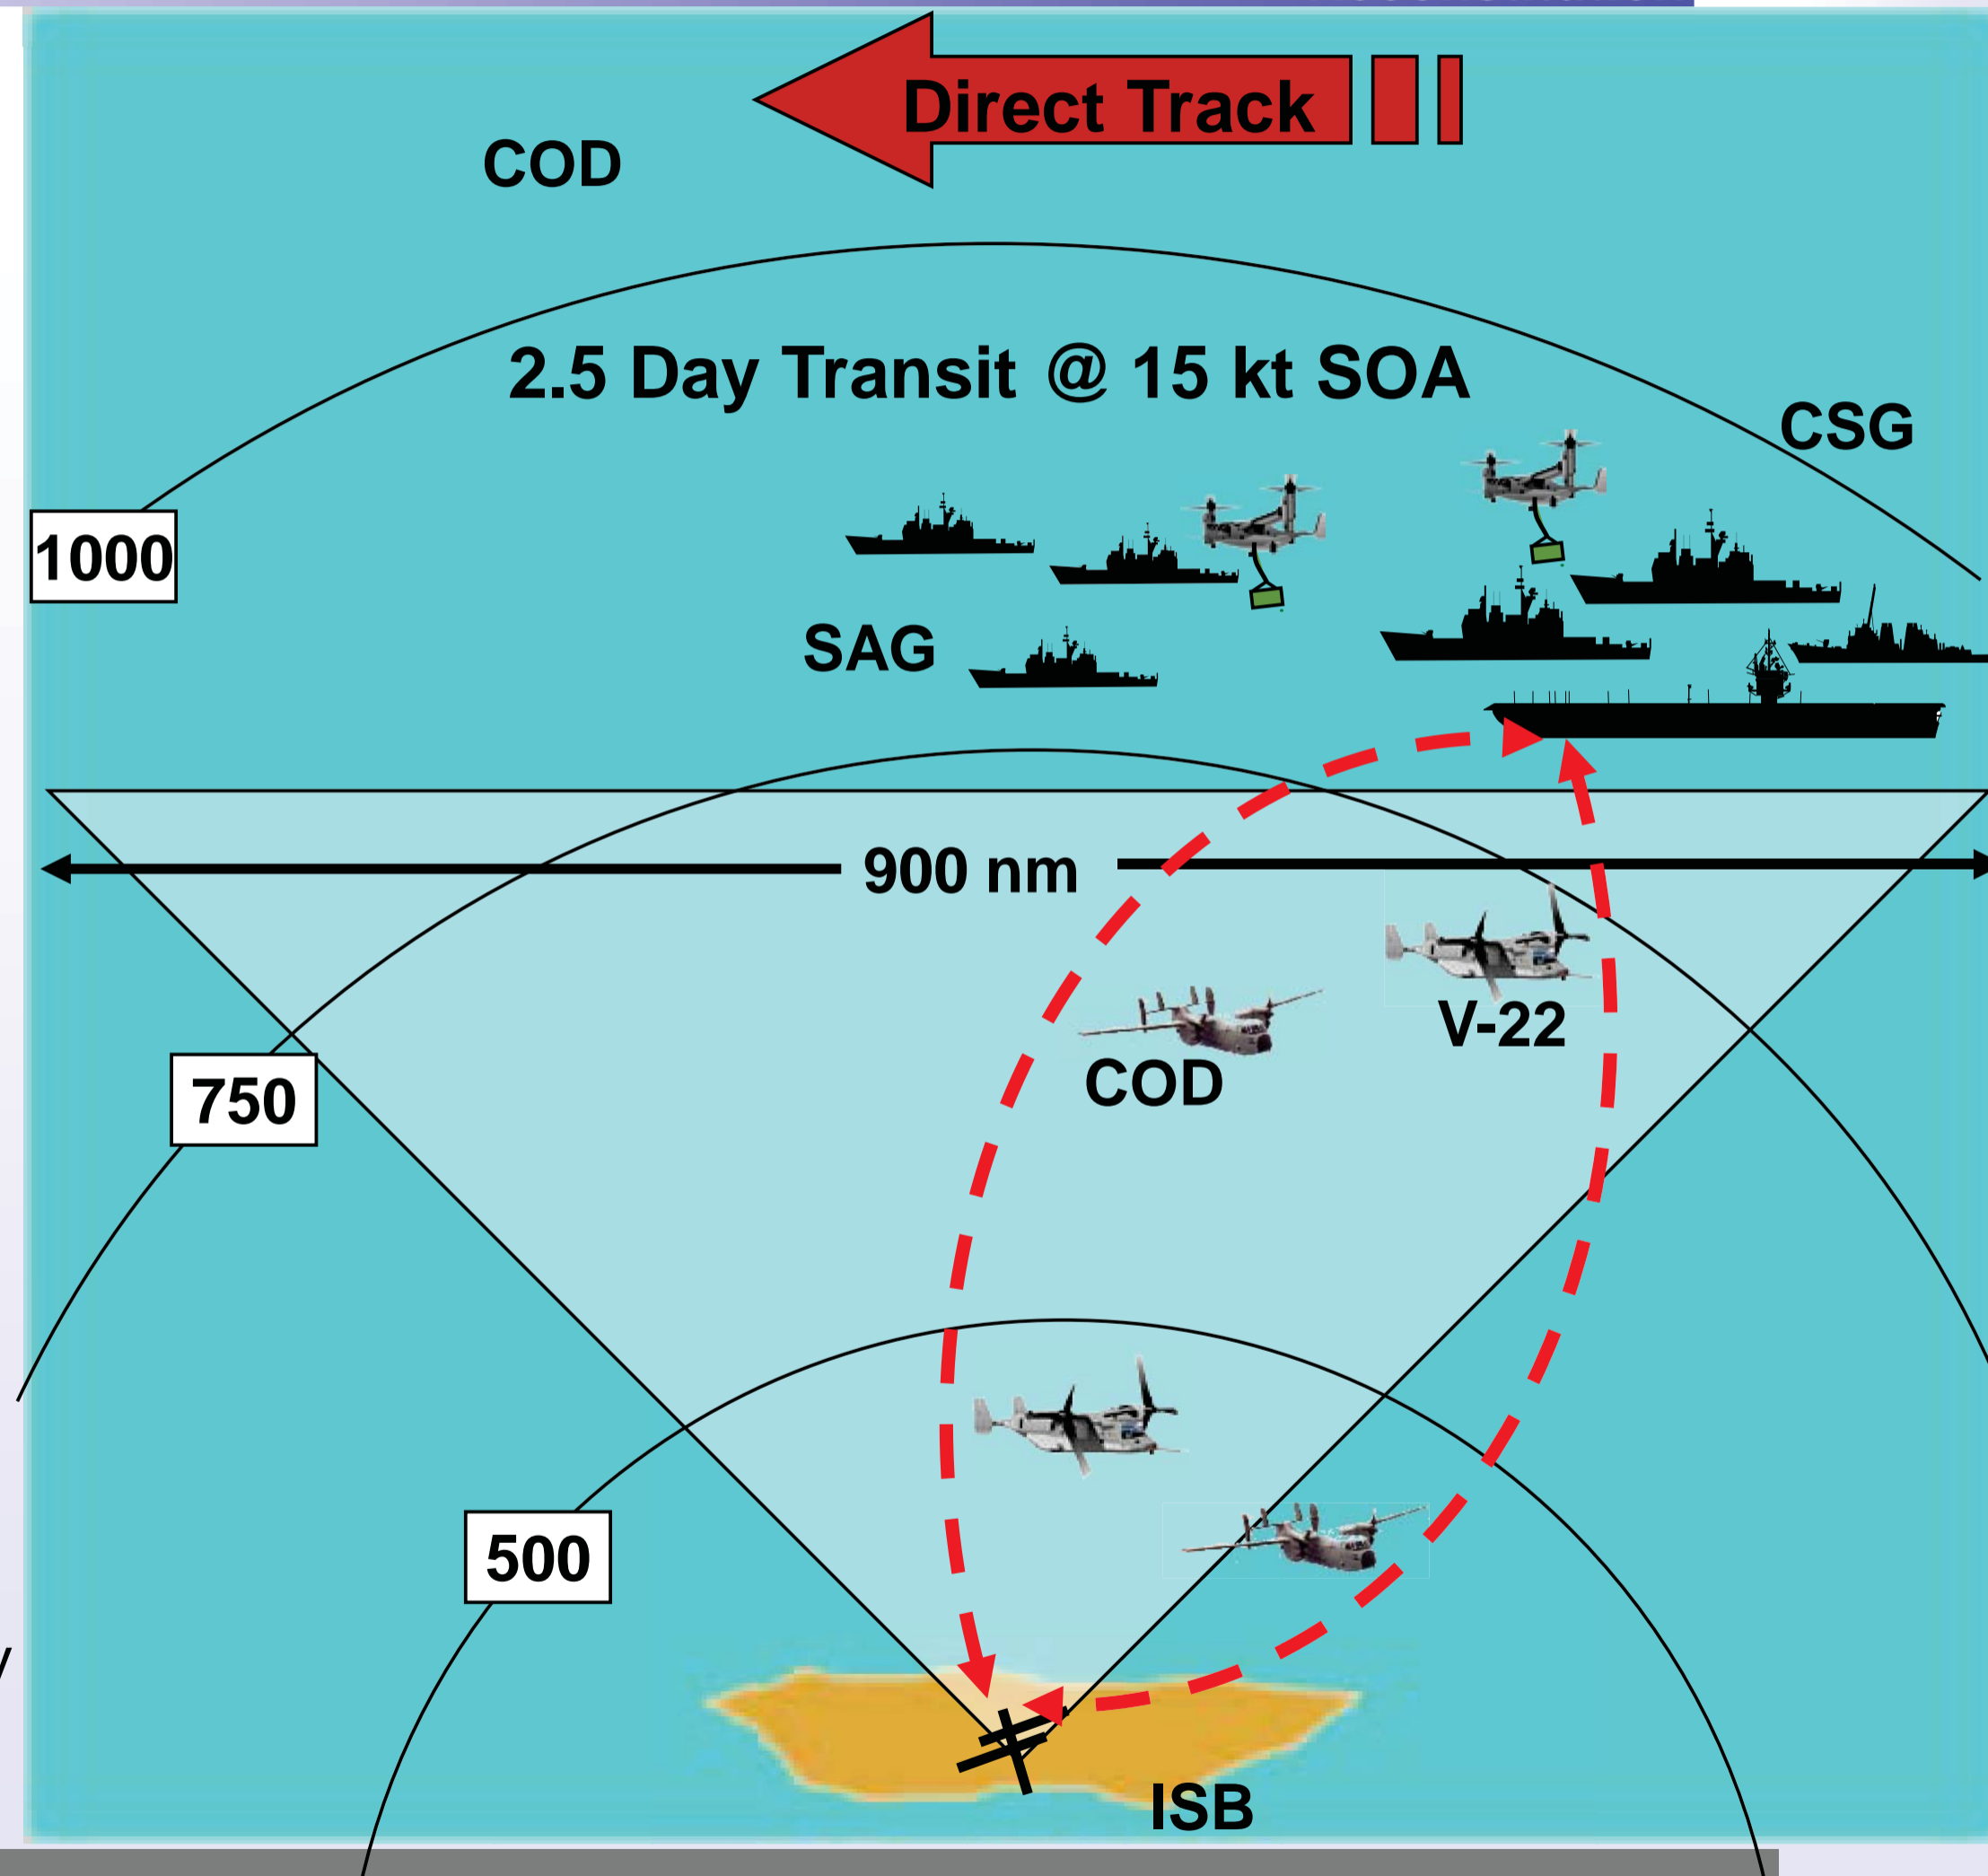 Direct Track
COD
2.5 Day Transit @ 15 kt SOA
CSG
1000
SAG
900 nm
V-22
COD
750
500
ISB